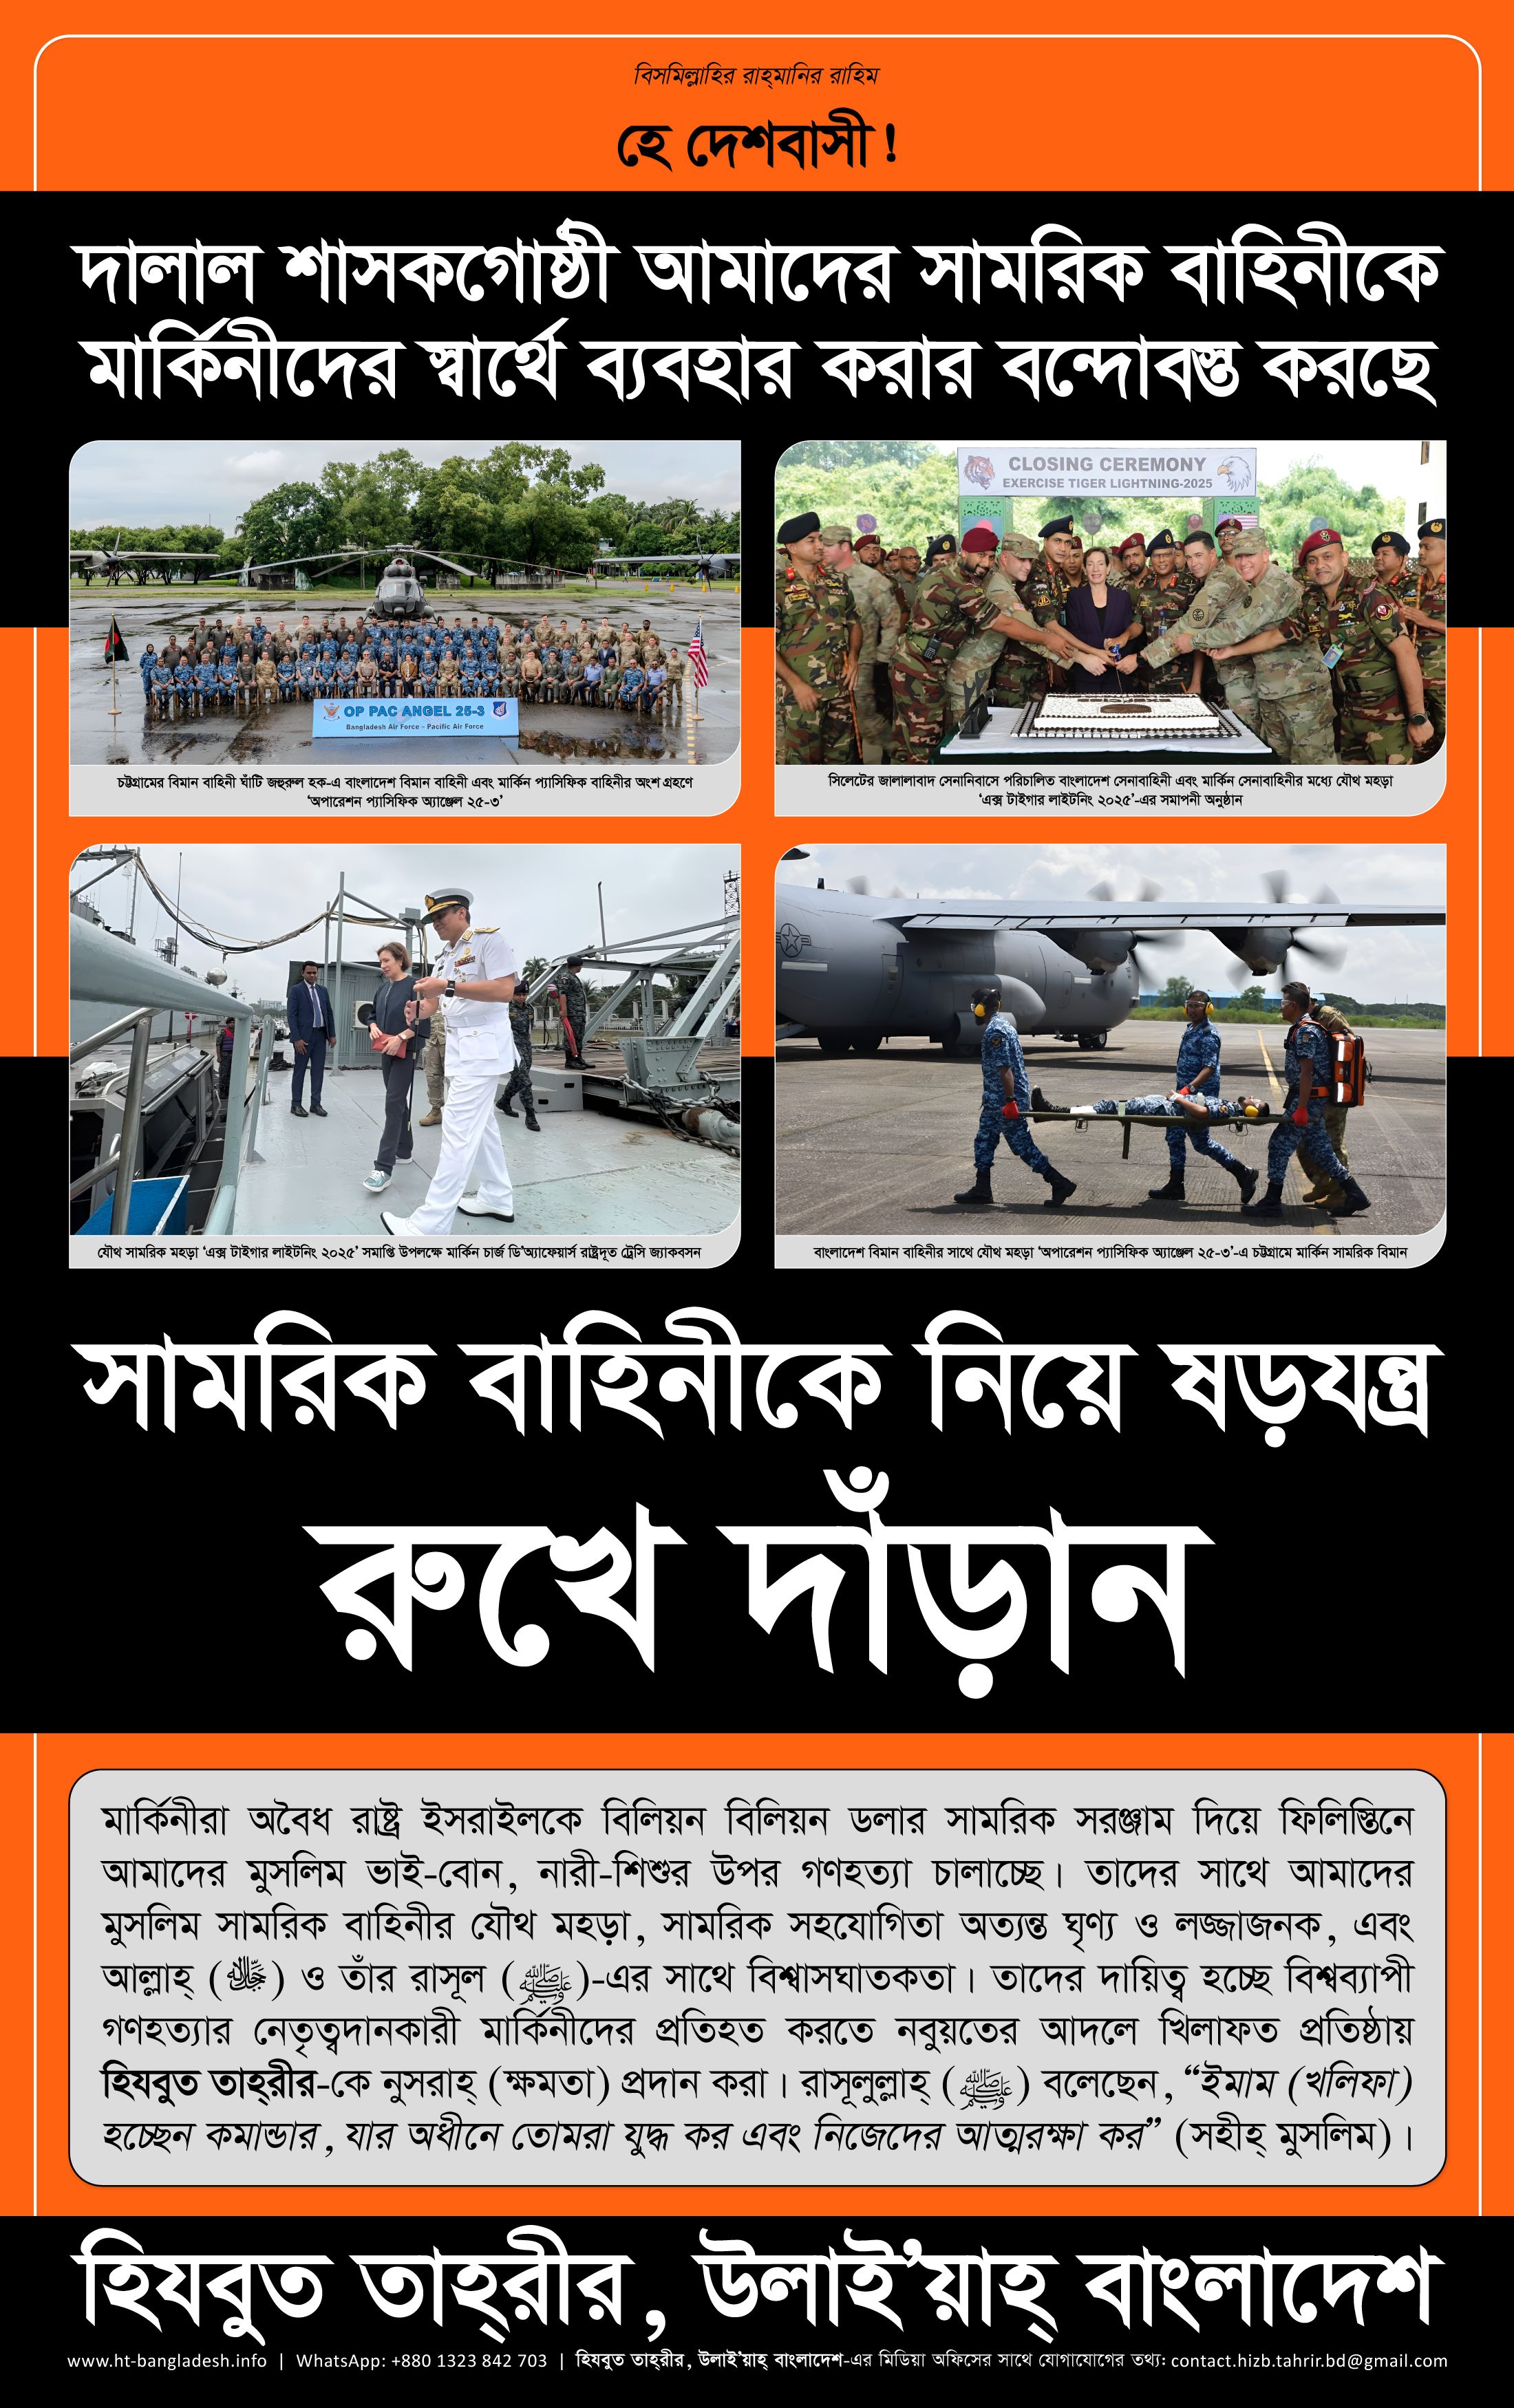 বিসমিল্লাহির রাহ্‌মানির রাহিম
হে দেশবাসী!
দালাল শাসকগোষ্ঠী আমাদের সামরিক বাহিনীকে
মার্কিনীদের স্বার্থে ব্যবহার করার বন্দোবস্ত করছে
OP PAC ANGEL 25-3
Bangladesh Air Force - Pacific Air Force
চট্টগ্রামের বিমান বাহিনী ঘাঁটি জহুরুল হক-এ বাংলাদেশ বিমান বাহিনী এবং মার্কিন প্যাসিফিক বাহিনীর অংশ গ্রহণে
‘অপারেশন প্যাসিফিক অ্যাঞ্জেল ২৫-৩’
CLOSING CEREMONY
EXERCISE TIGER LIGHTNING-2025
সিলেটের জালালাবাদ সেনানিবাসে পরিচালিত বাংলাদেশ সেনাবাহিনী এবং মার্কিন সেনাবাহিনীর মধ্যে যৌথ মহড়া
‘এক্স টাইগার লাইটনিং ২০২৫’-এর সমাপনী অনুষ্ঠান
যৌথ সামরিক মহড়া ‘এক্স টাইগার লাইটনিং ২০২৫’ সমাপ্তি উপলক্ষে মার্কিন চার্জ ডি’অ্যাফেয়ার্স রাষ্ট্রদূত ট্রেসি জ্যাকবসন
বাংলাদেশ বিমান বাহিনীর সাথে যৌথ মহড়া ‘অপারেশন প্যাসিফিক অ্যাঞ্জেল ২৫-৩’-এ চট্টগ্রামে মার্কিন সামরিক বিমান
সামরিক বাহিনীকে নিয়ে ষড়যন্ত্র
রুখে দাঁড়ান
মার্কিনীরা অবৈধ রাষ্ট্র ইসরাইলকে বিলিয়ন বিলিয়ন ডলার সামরিক সরঞ্জাম দিয়ে ফিলিস্তিনে
আমাদের মুসলিম ভাই-বোন, নারী-শিশুর উপর গণহত্যা চালাচ্ছে। তাদের সাথে আমাদের
মুসলিম সামরিক বাহিনীর যৌথ মহড়া, সামরিক সহযোগিতা অত্যন্ত ঘৃণ্য ও লজ্জাজনক, এবং
আল্লাহ্‌ (ﷻ) ও তাঁর রাসূল (ﷺ)-এর সাথে বিশ্বাসঘাতকতা। তাদের দায়িত্ব হচ্ছে বিশ্বব্যাপী
গণহত্যার নেতৃত্বদানকারী মার্কিনীদের প্রতিহত করতে নবুয়তের আদলে খিলাফত প্রতিষ্ঠায়
হিযবুত তাহ্‌রীর-কে নুসরাহ্‌ (ক্ষমতা) প্রদান করা। রাসূলুল্লাহ্‌ (ﷺ) বলেছেন, “ইমাম (খলিফা)
হচ্ছেন কমান্ডার, যার অধীনে তোমরা যুদ্ধ কর এবং নিজেদের আত্মরক্ষা কর” (সহীহ্‌ মুসলিম)।
হিযবুত তাহ্‌রীর, উলাই’য়াহ্‌ বাংলাদেশ
www.ht-bangladesh.info | WhatsApp: +880 1323 842 703 | হিযবুত তাহ্‌রীর, উলাই’য়াহ্‌ বাংলাদেশ-এর মিডিয়া অফিসের সাথে যোগাযোগের তথ্য: contact.hizb.tahrir.bd@gmail.com